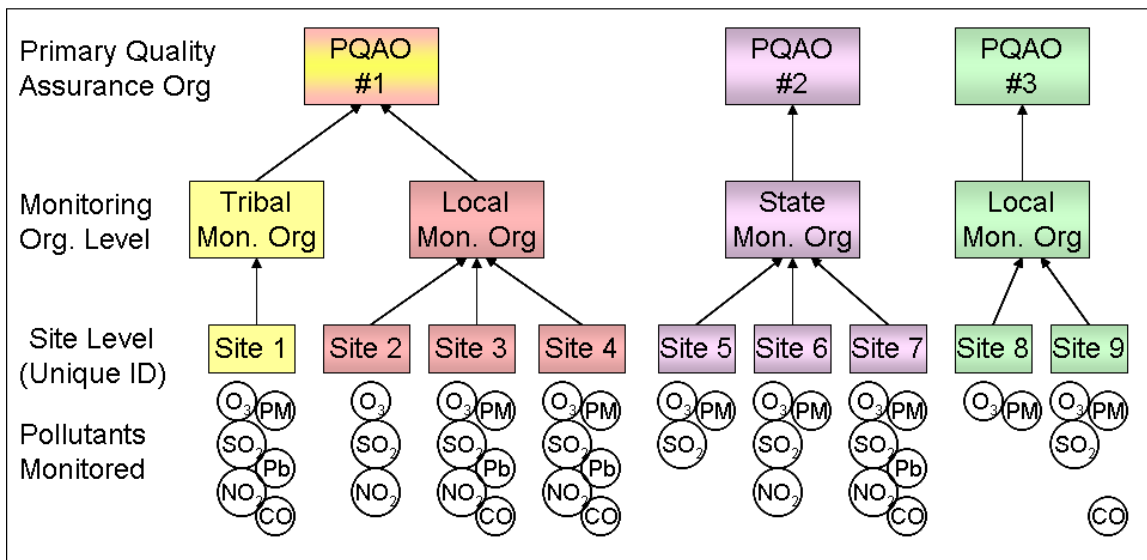 Primary Quality
Assurance Org
PQAO
#1
PQAO
#2
PQAO
#3
Monitoring
Org. Level
Tribal
Mon. Org
Local
Mon. Org
State
Mon. Org
Local
Mon. Org
Site Level
(Unique ID)
Site 1
Site 2
Site 3
Site 4
Site 5
Site 6
Site 7
Site 8
Site 9
Pollutants
Monitored
O₃ PM
SO₂
Pb
NO₂
CO
O₃
SO₂
NO₂
O₃ PM
SO₂
Pb
NO₂
CO
O₃ PM
SO₂
Pb
NO₂
CO
O₃ PM
SO₂
O₃ PM
SO₂
NO₂
O₃ PM
SO₂
Pb
NO₂
CO
O₃ PM
O₃ PM
SO₂
CO